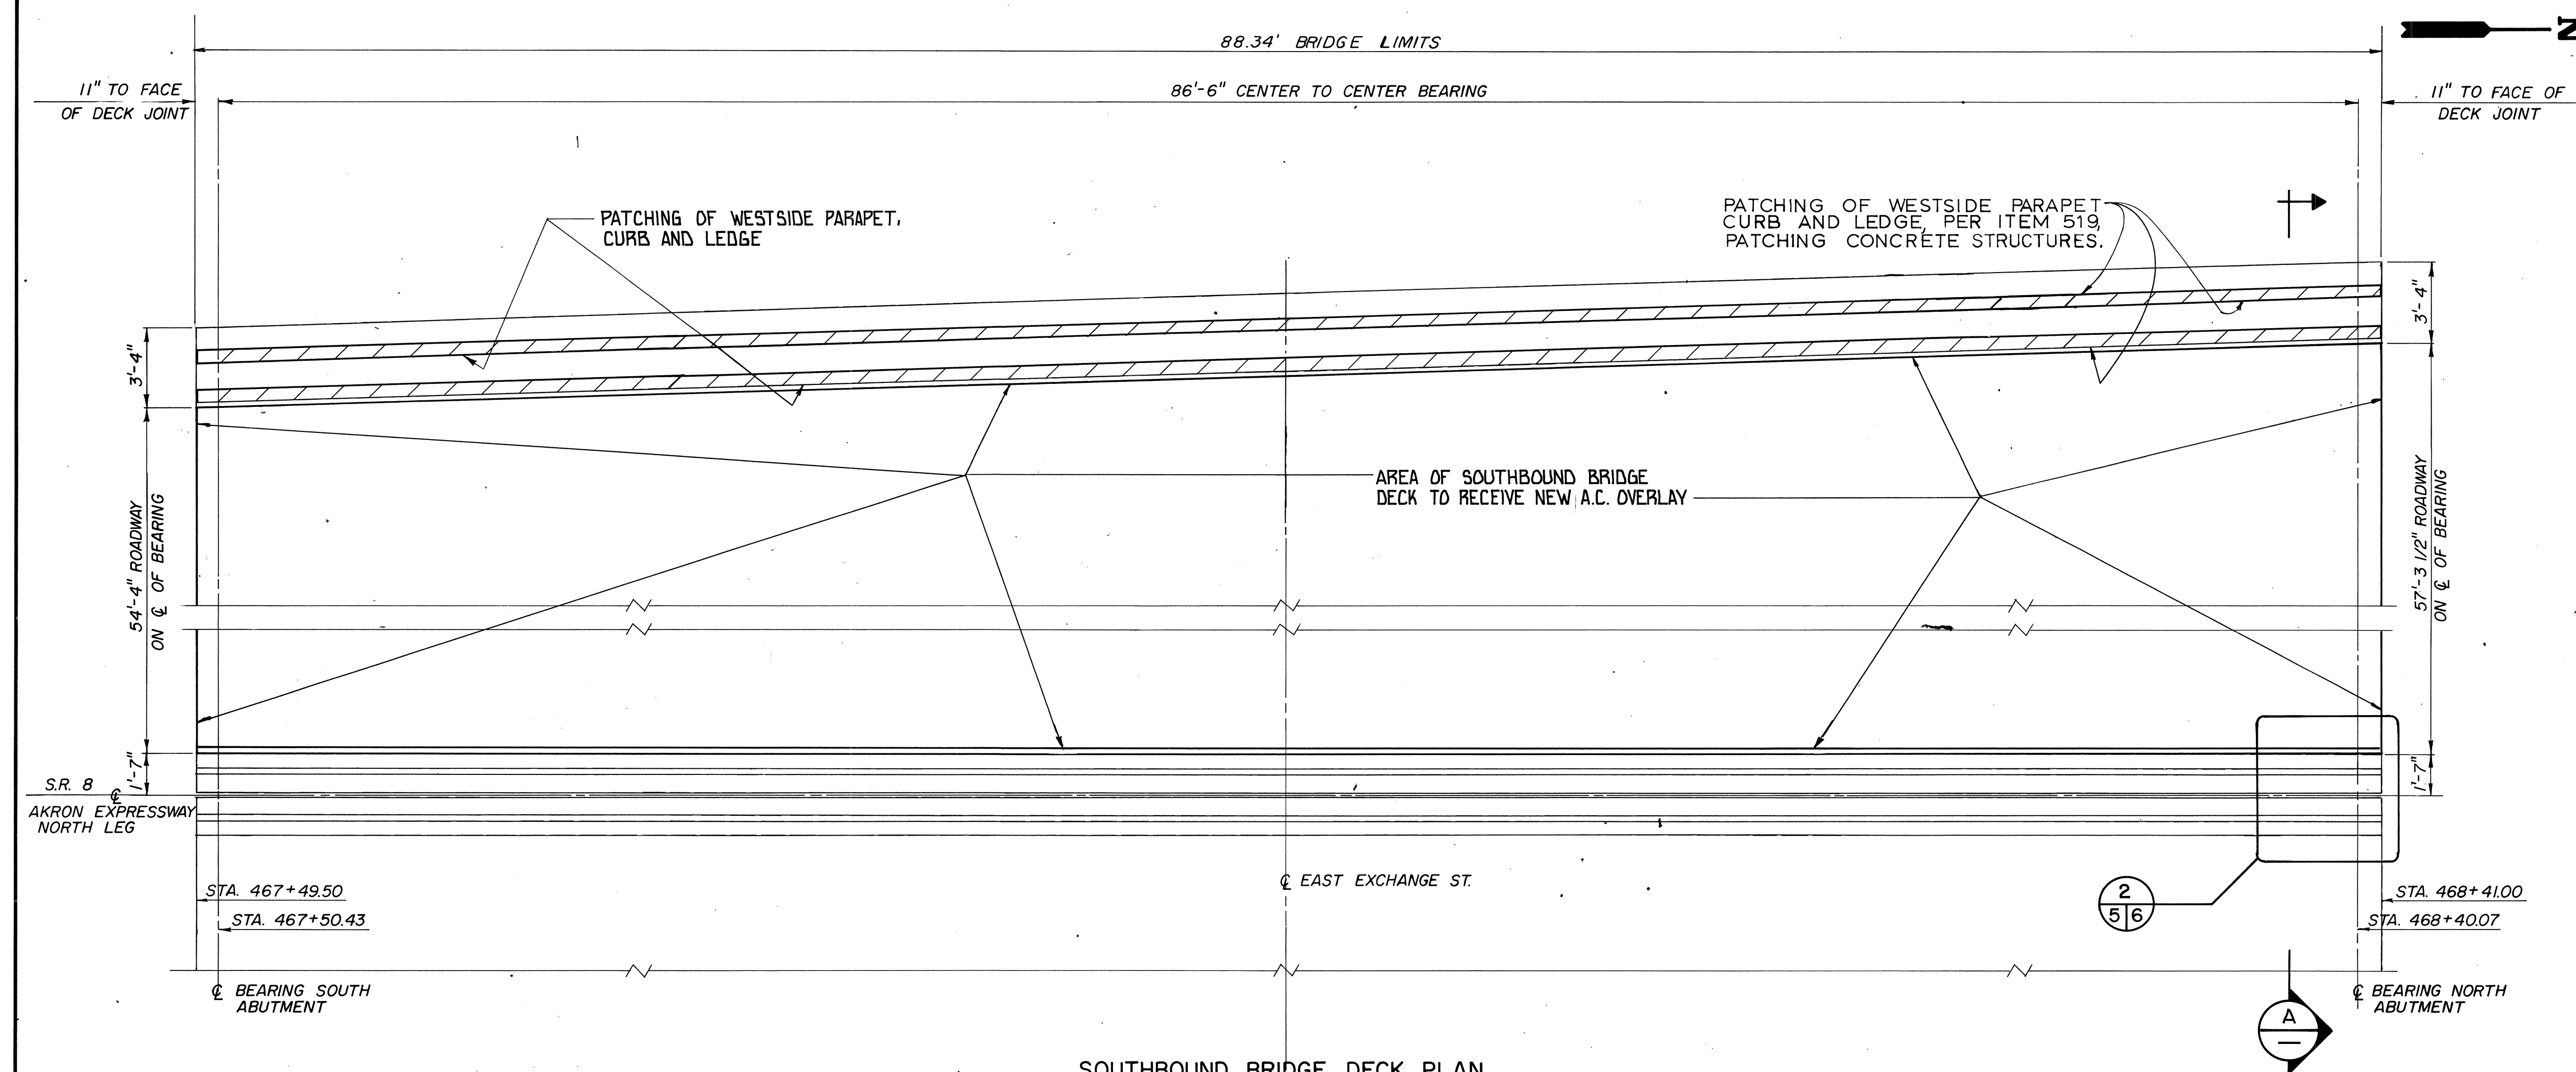 N
88.34' BRIDGE LIMITS
11" TO FACE
OF DECK JOINT
86'-6" CENTER TO CENTER BEARING
11" TO FACE OF
DECK JOINT
PATCHING OF WESTSIDE PARAPET,
CURB AND LEDGE
PATCHING OF WESTSIDE PARAPET
CURB AND LEDGE, PER ITEM 519,
PATCHING CONCRETE STRUCTURES.
3'-4"
3'-4"
AREA OF SOUTHBOUND BRIDGE
DECK TO RECEIVE NEW A.C. OVERLAY
54'-4" ROADWAY
ON ℄ OF BEARING
57'-3 1/2" ROADWAY
ON ℄ OF BEARING
1'-7"
1'-7"
S.R. 8 ℄
AKRON EXPRESSWAY
NORTH LEG
℄ EAST EXCHANGE ST.
STA. 467+49.50
STA. 467+50.43
2
5 6
STA. 468+41.00
STA. 468+40.07
℄ BEARING SOUTH
ABUTMENT
℄ BEARING NORTH
ABUTMENT
A
SOUTHBOUND BRIDGE DECK PLAN